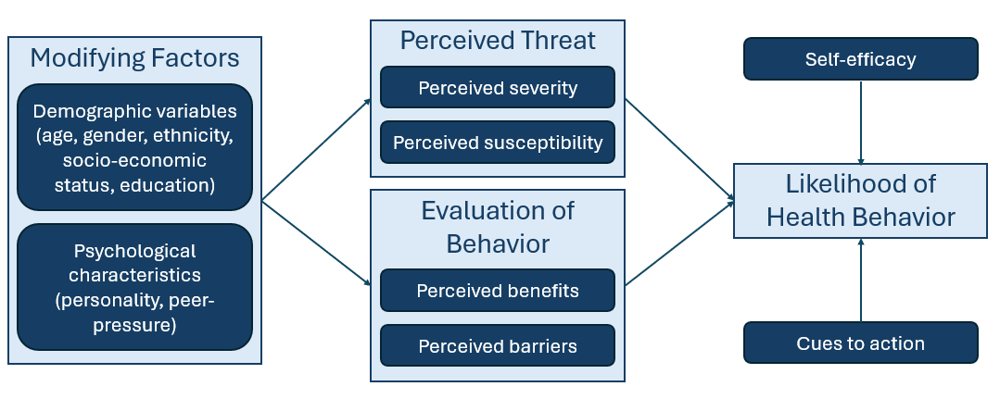 Modifying Factors
Demographic variables
(age, gender, ethnicity,
socio-economic
status, education)
Psychological
characteristics
(personality, peer-
pressure)
Perceived Threat
Perceived severity
Perceived susceptibility
Evaluation of
Behavior
Perceived benefits
Perceived barriers
Self-efficacy
Likelihood of
Health Behavior
Cues to action